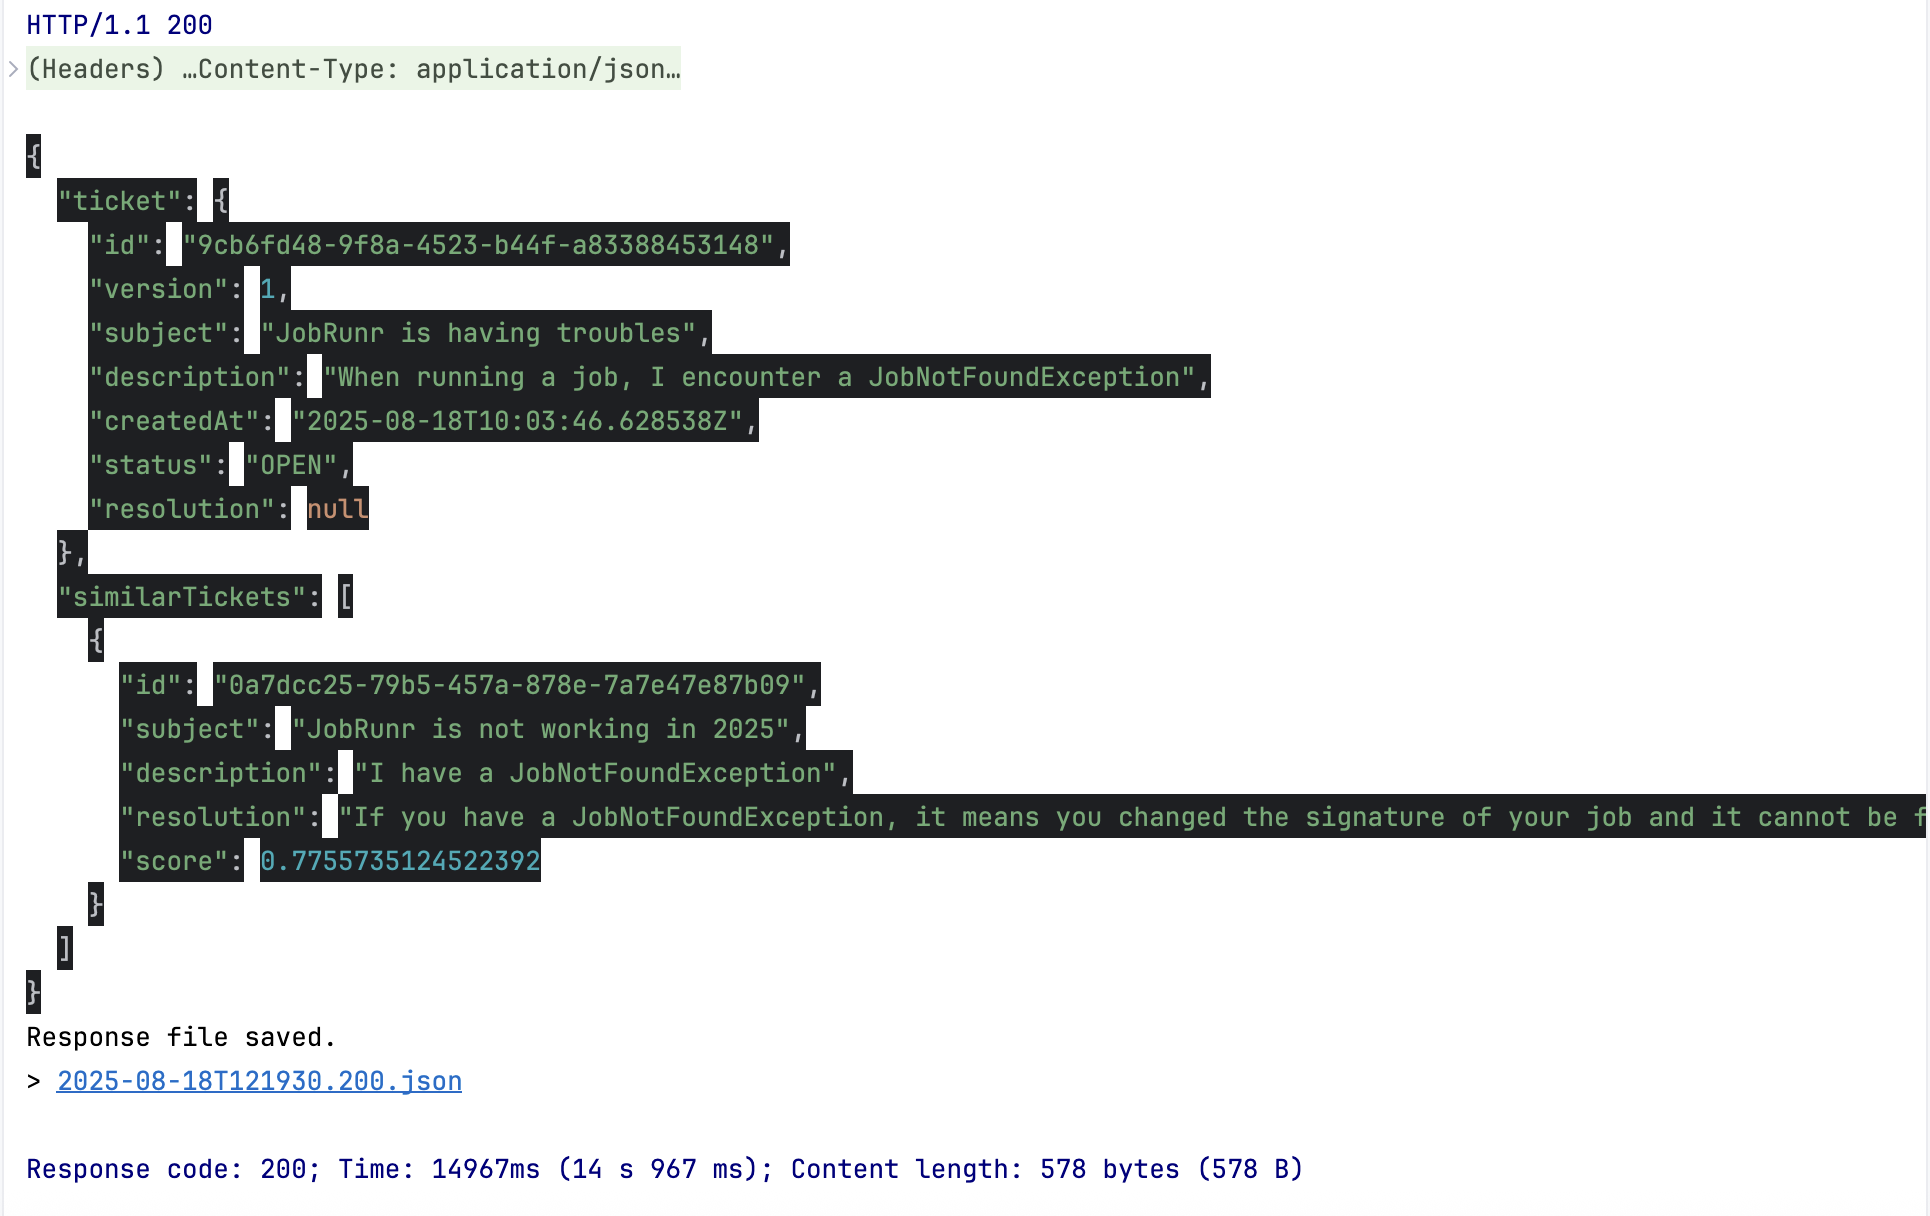 HTTP/1.1 200
(Headers) …Content-Type: application/json…
{
"ticket": {
"id": "9cb6fd48-9f8a-4523-b44f-a83388453148",
"version": 1,
"subject": "JobRunr is having troubles",
"description": "When running a job, I encounter a JobNotFoundException",
"createdAt": "2025-08-18T10:03:46.628538Z",
"status": "OPEN",
"resolution": null
},
"similarTickets": [
{
"id": "0a7dcc25-79b5-457a-878e-7a7e47e87b09",
"subject": "JobRunr is not working in 2025",
"description": "I have a JobNotFoundException",
"resolution": "If you have a JobNotFoundException, it means you changed the signature of your job and it cannot be
"score": 0.7755735124522392
}
]
}
Response file saved.
> 2025-08-18T121930.200.json
Response code: 200; Time: 14967ms (14 s 967 ms); Content length: 578 bytes (578 B)